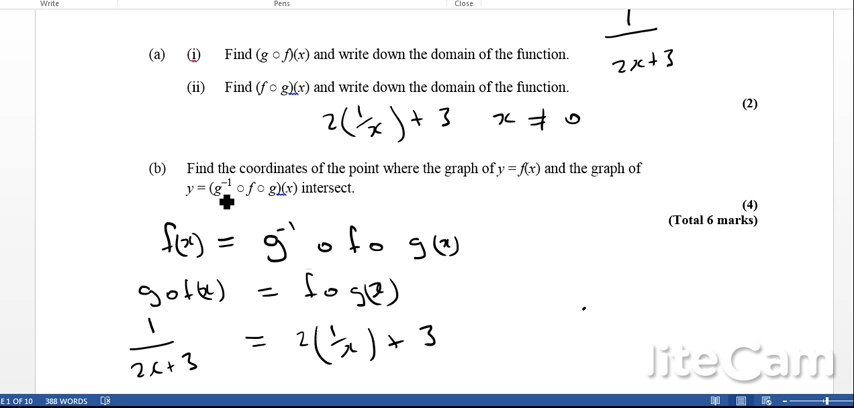 Write Pens Close
1
2x+3
(a) (i) Find (g ∘ f)(x) and write down the domain of the function.
(ii) Find (f ∘ g)(x) and write down the domain of the function.
(2)
2(1/x) + 3 x ≠ 0
(b) Find the coordinates of the point where the graph of y = f(x) and the graph of
y = (g⁻¹ ∘ f ∘ g)(x) intersect.
(4)
(Total 6 marks)
f(x) = g⁻¹ ∘ f ∘ g(x)
g∘f(x) = f∘g(x)
1/(2x+3) = 2(1/x) + 3
liteCam
E 1 OF 10 388 WORDS